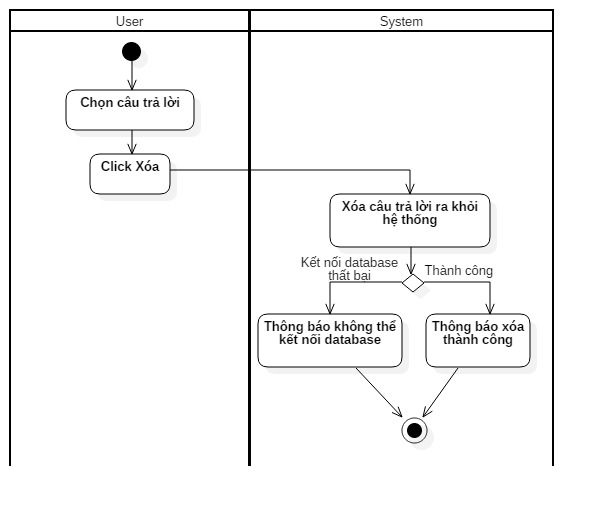 User
System
Chọn câu trả lời
Click Xóa
Xóa câu trả lời ra khỏi
hệ thống
Kết nối database
thất bại
Thành công
Thông báo không thể
kết nối database
Thông báo xóa
thành công